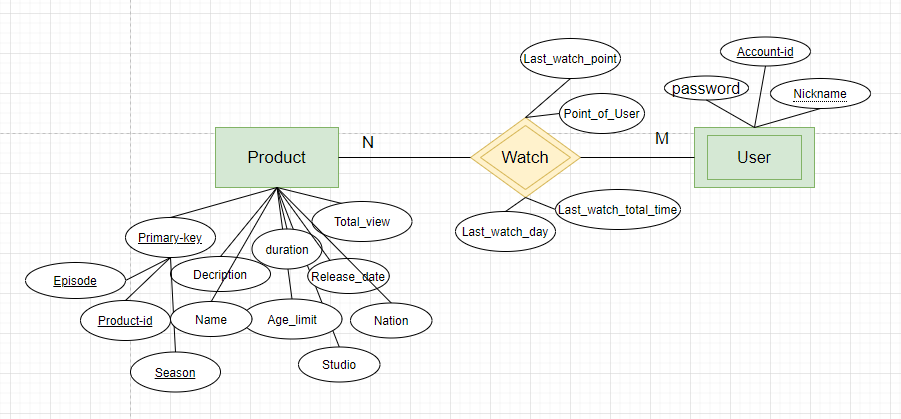 Last_watch_point
Account-id
password
Nickname
Point_of_User
N
M
Product
Watch
User
Last_watch_total_time
Total_view
Last_watch_day
Primary-key
duration
Decription
Release_date
Episode
Product-id
Name
Age_limit
Nation
Studio
Season